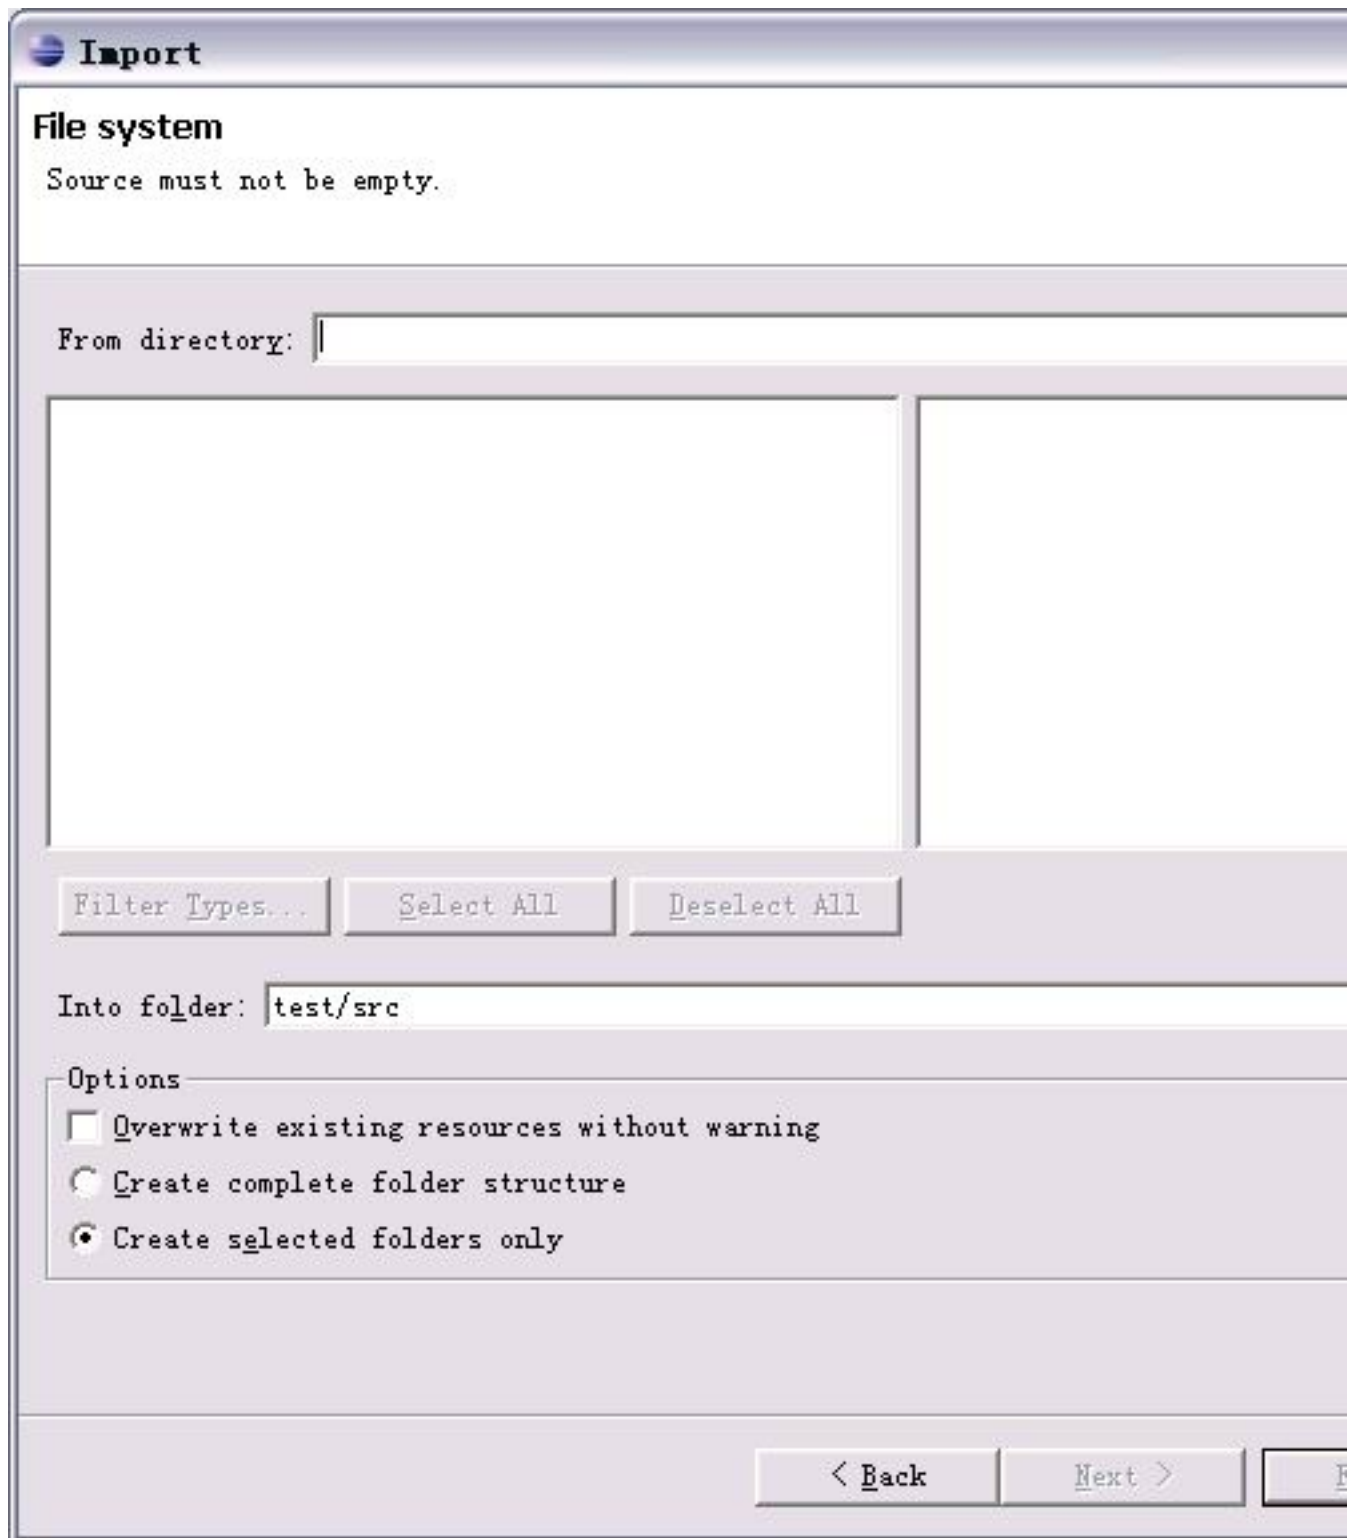 Import
File system
Source must not be empty.
From directory:
Filter Types... Select All Deselect All
Into folder: test/src
Options
Overwrite existing resources without warning
Create complete folder structure
Create selected folders only
< Back Next >